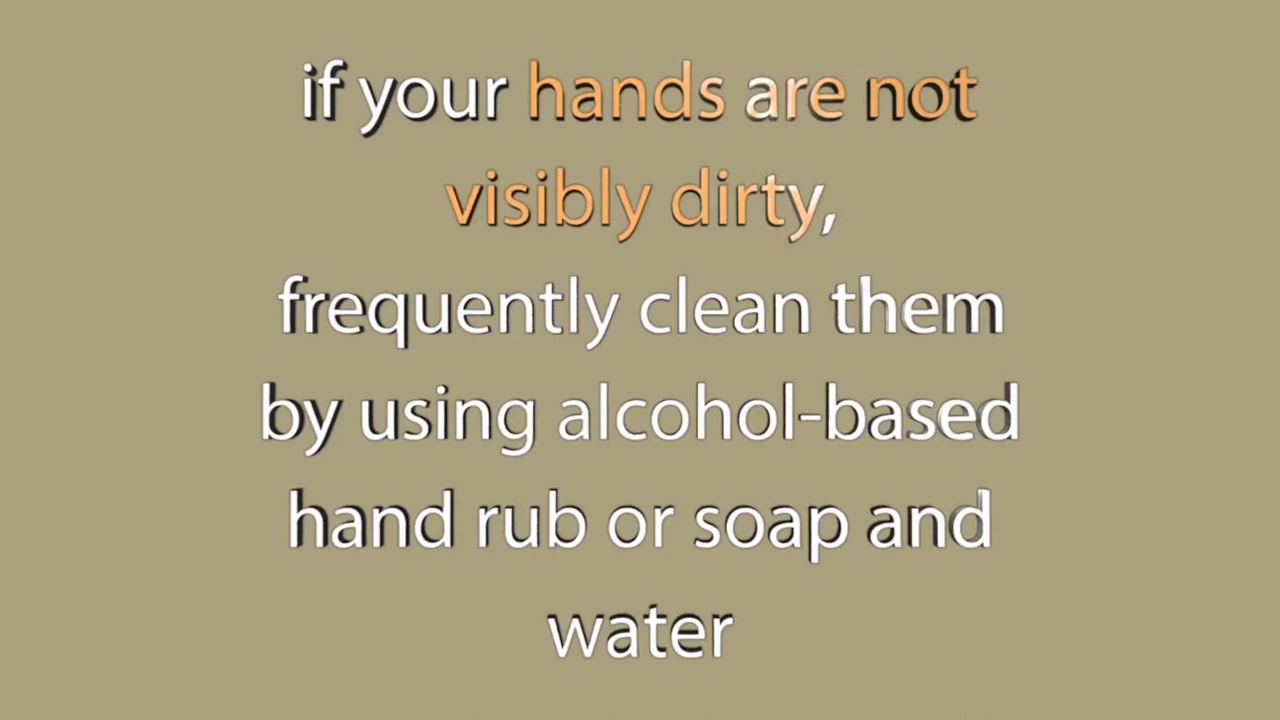 if your hands are not
visibly dirty,
frequently clean them
by using alcohol-based
hand rub or soap and
water